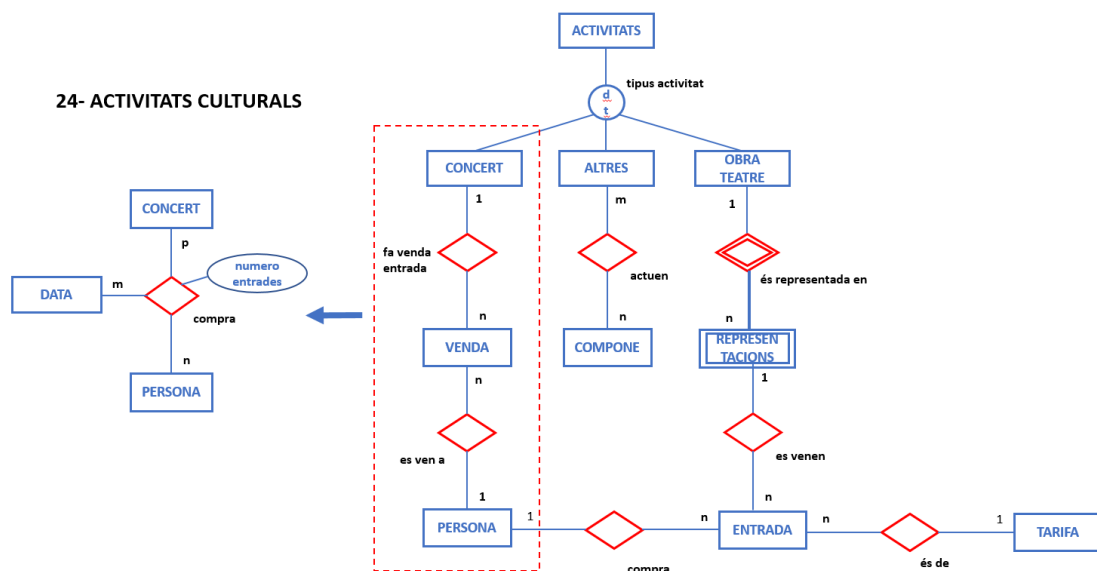 ACTIVITATS
tipus activitat
d
t
24- ACTIVITATS CULTURALS
CONCERT
ALTRES
OBRA
TEATRE
1
m
1
CONCERT
p
fa venda
entrada
actuen
és representada en
numero
entrades
DATA
m
compra
n
n
n
n
PERSONA
VENDA
COMPONE
REPRESEN
TACIONS
n
1
es ven a
es venen
1
n
PERSONA
1
n
ENTRADA
n
1
TARIFA
compra
és de